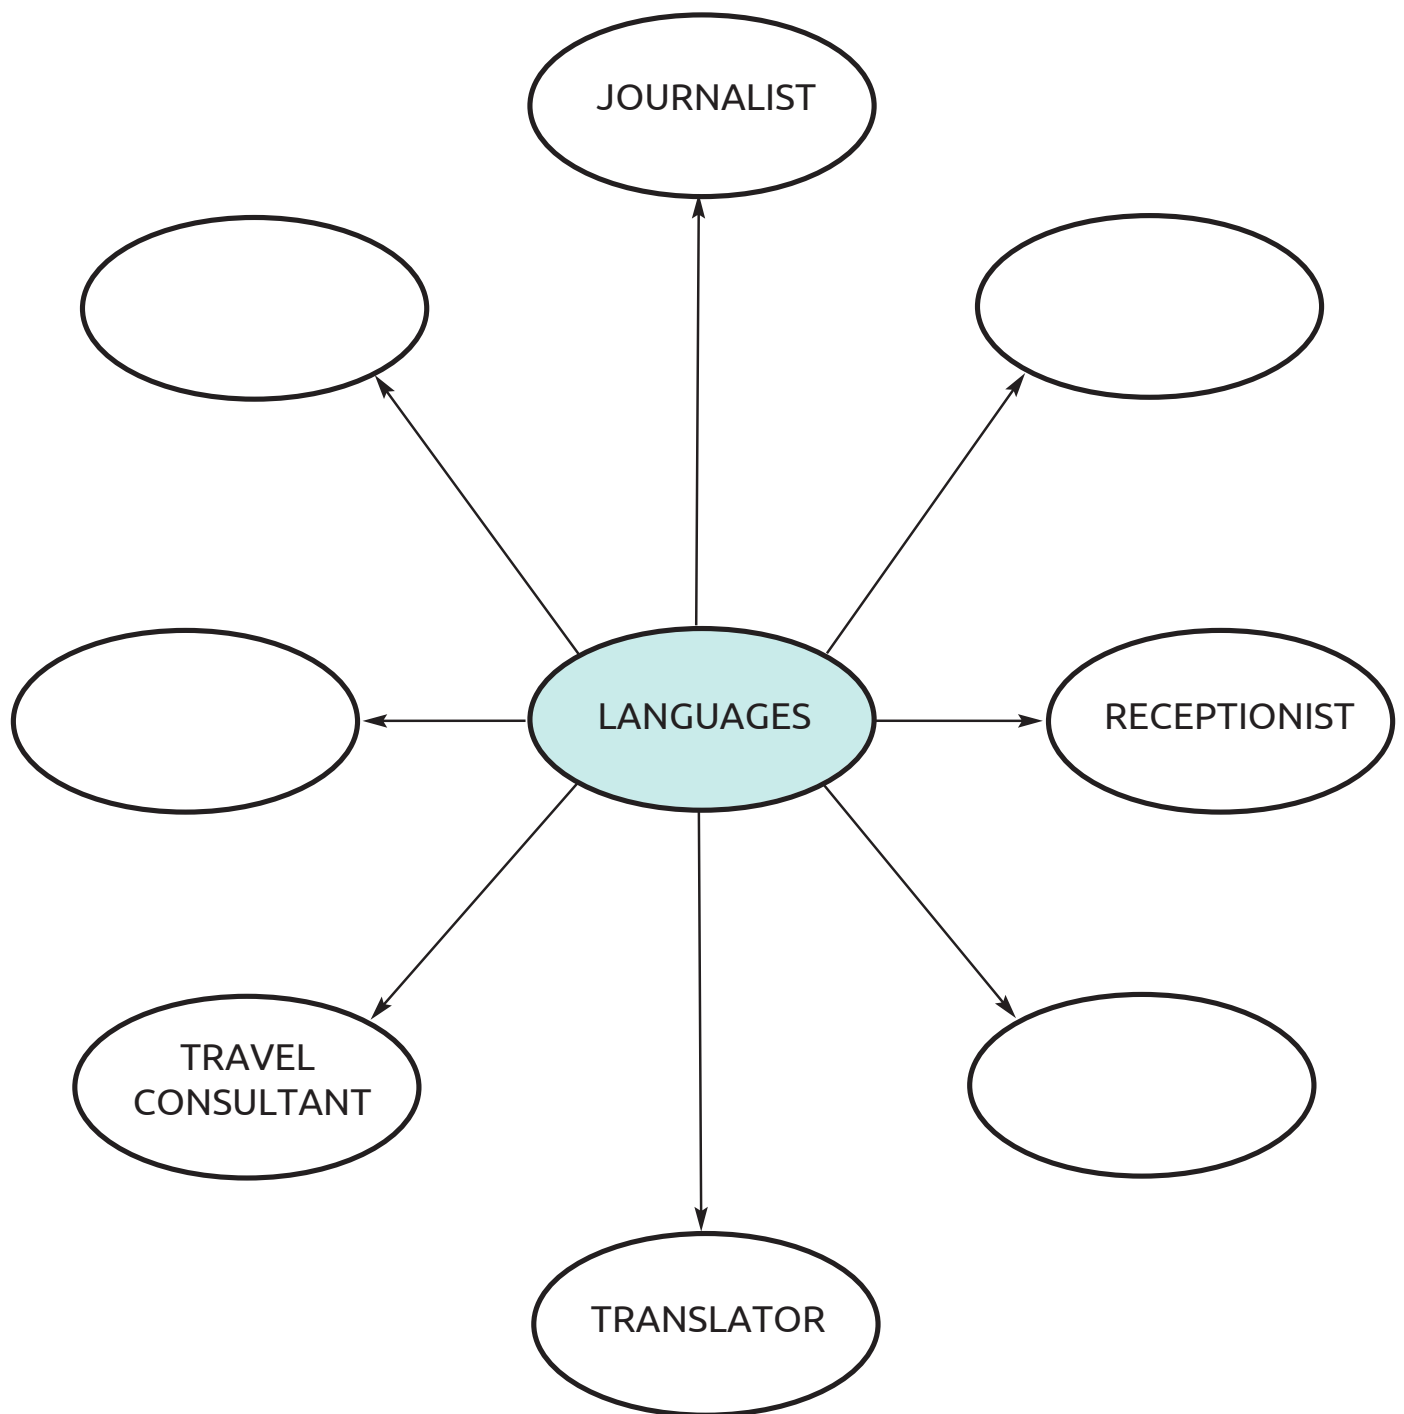 JOURNALIST
LANGUAGES
RECEPTIONIST
TRAVEL
CONSULTANT
TRANSLATOR